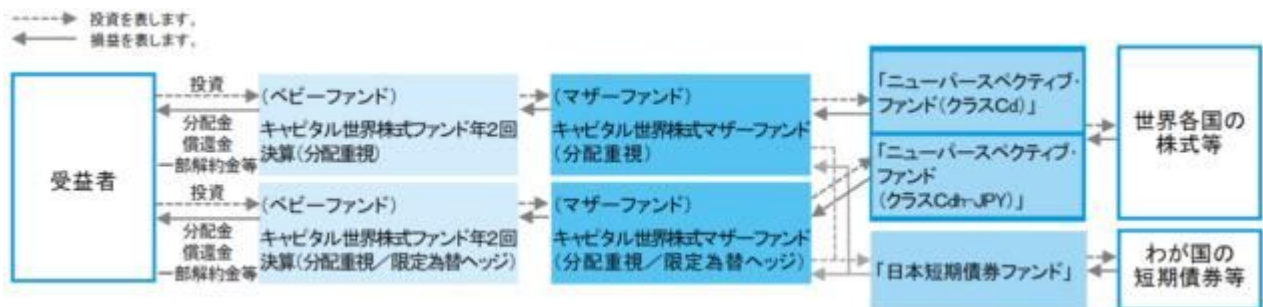 投資を表します。
損益を表します。
受益者
投資
分配金
償還金
一部解約金等
投資
分配金
償還金
一部解約金等
(ベビーファンド)
キャピタル世界株式ファンド年2回
決算(分配重視)
(ベビーファンド)
キャピタル世界株式ファンド年2回
決算(分配重視/限定為替ヘッジ)
(マザーファンド)
キャピタル世界株式マザーファンド
(分配重視)
(マザーファンド)
キャピタル世界株式マザーファンド
(分配重視/限定為替ヘッジ)
「ニューパースペクティブ・
ファンド(クラスCd)」
「ニューパースペクティブ・
ファンド
(クラスCdh-JPY)」
「日本短期債券ファンド」
世界各国の
株式等
わが国の
短期債券等